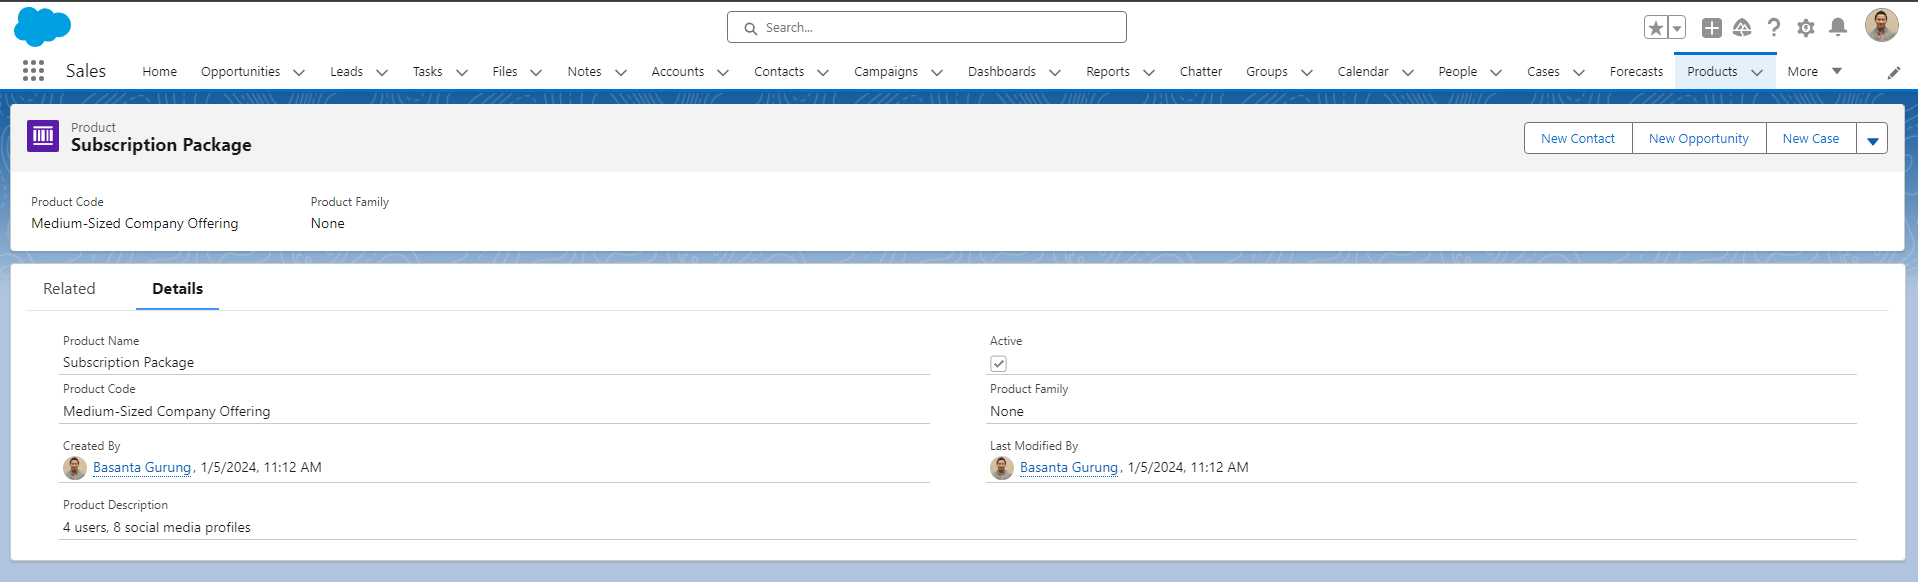 Search...
Sales Home Opportunities Leads Tasks Files Notes Accounts Contacts Campaigns Dashboards Reports Chatter Groups Calendar People Cases Forecasts Products More
Product
Subscription Package
New Contact New Opportunity New Case
Product Code Product Family
Medium-Sized Company Offering None
Related Details
Product Name Active
Subscription Package
Product Code Product Family
Medium-Sized Company Offering None
Created By Last Modified By
Basanta Gurung, 1/5/2024, 11:12 AM Basanta Gurung, 1/5/2024, 11:12 AM
Product Description
4 users, 8 social media profiles